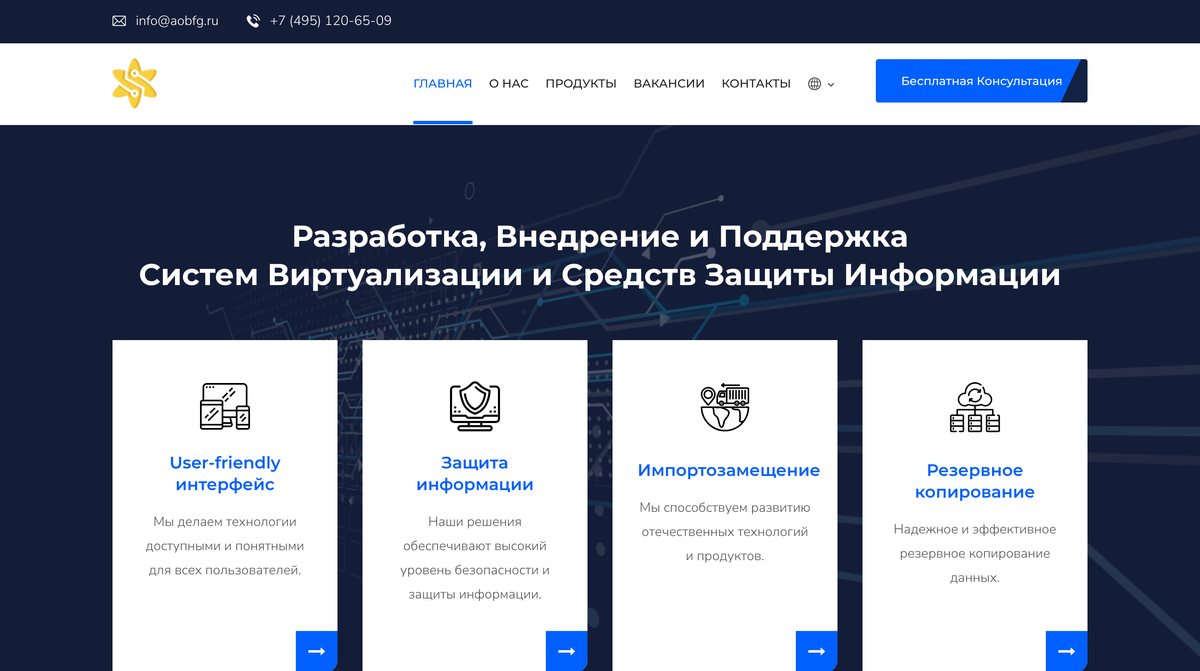 info@aobfg.ru +7 (495) 120-65-09
ГЛАВНАЯ О НАС ПРОДУКТЫ ВАКАНСИИ КОНТАКТЫ Бесплатная Консультация
Разработка, Внедрение и Поддержка
Систем Виртуализации и Средств Защиты Информации
User-friendly
интерфейс
Мы делаем технологии
доступными и понятными
для всех пользователей.
Защита
информации
Наши решения
обеспечивают высокий
уровень безопасности и
защиты информации.
Импортозамещение
Мы способствуем развитию
отечественных технологий
и продуктов.
Резервное
копирование
Надежное и эффективное
резервное копирование
данных.